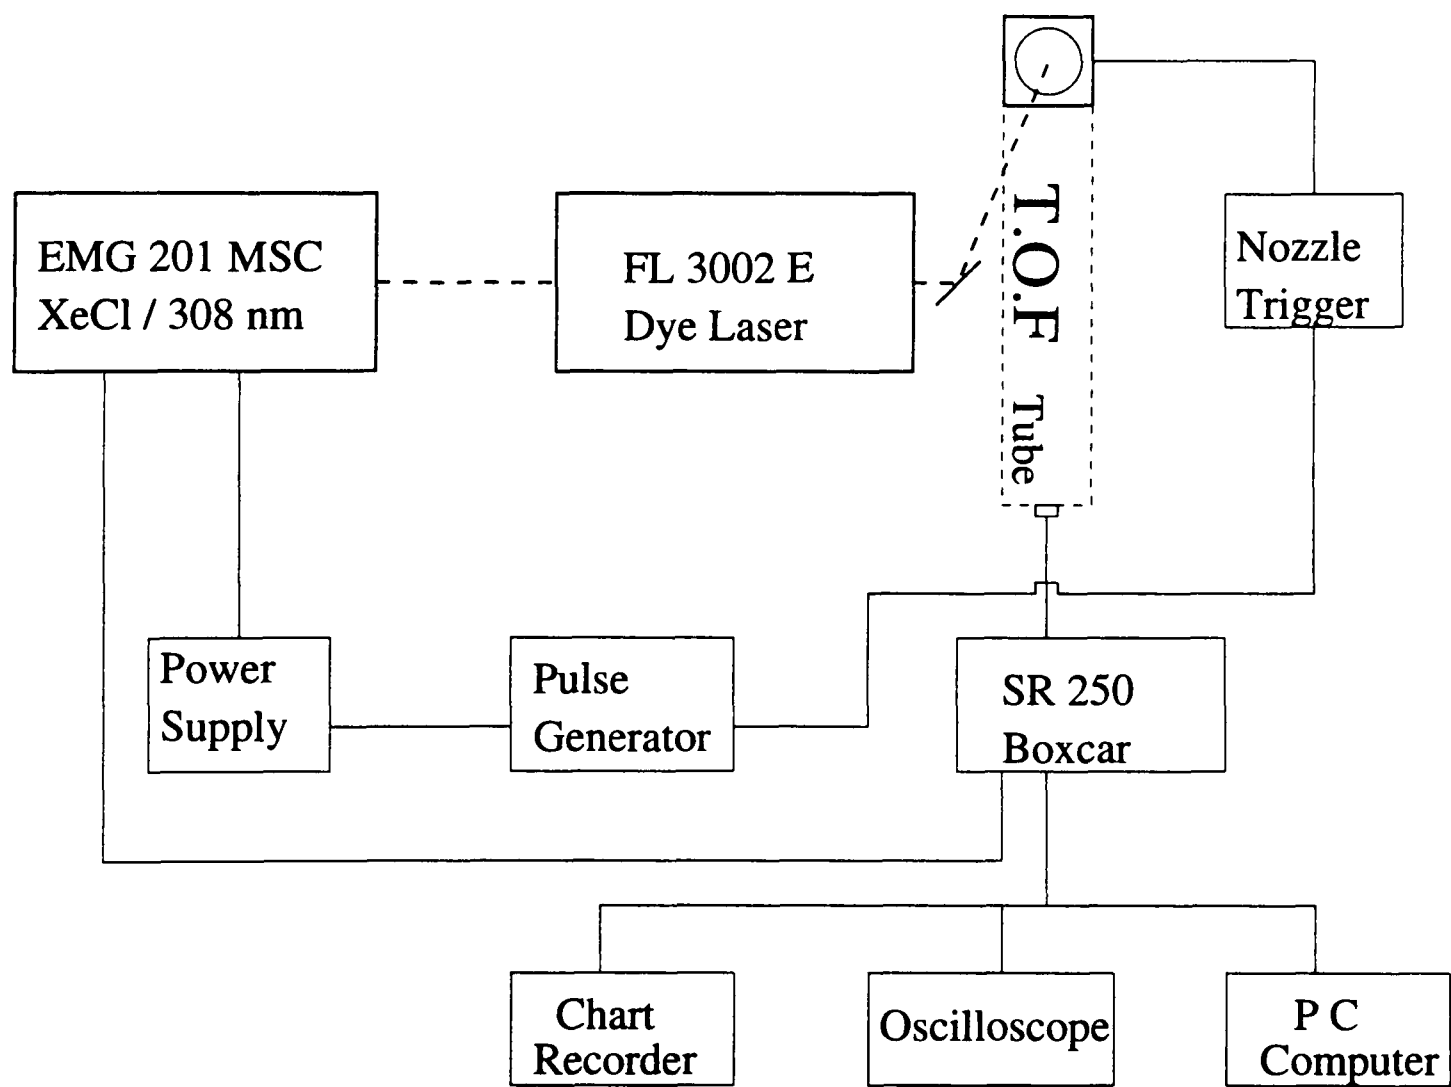 EMG 201 MSC
XeCl / 308 nm
FL 3002 E
Dye Laser
T.O.F Tube
Nozzle
Trigger
Power
Supply
Pulse
Generator
SR 250
Boxcar
Chart
Recorder
Oscilloscope
P C
Computer